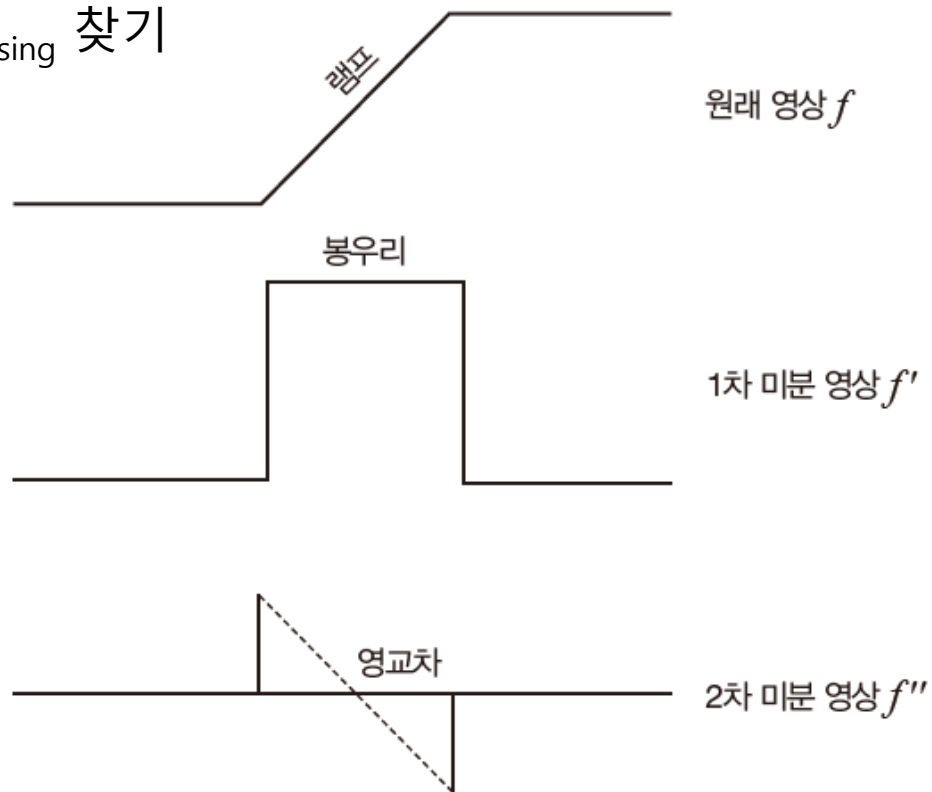 sing 찾기
램프
원래 영상 f
봉우리
1차 미분 영상 f′
영교차
2차 미분 영상 f″